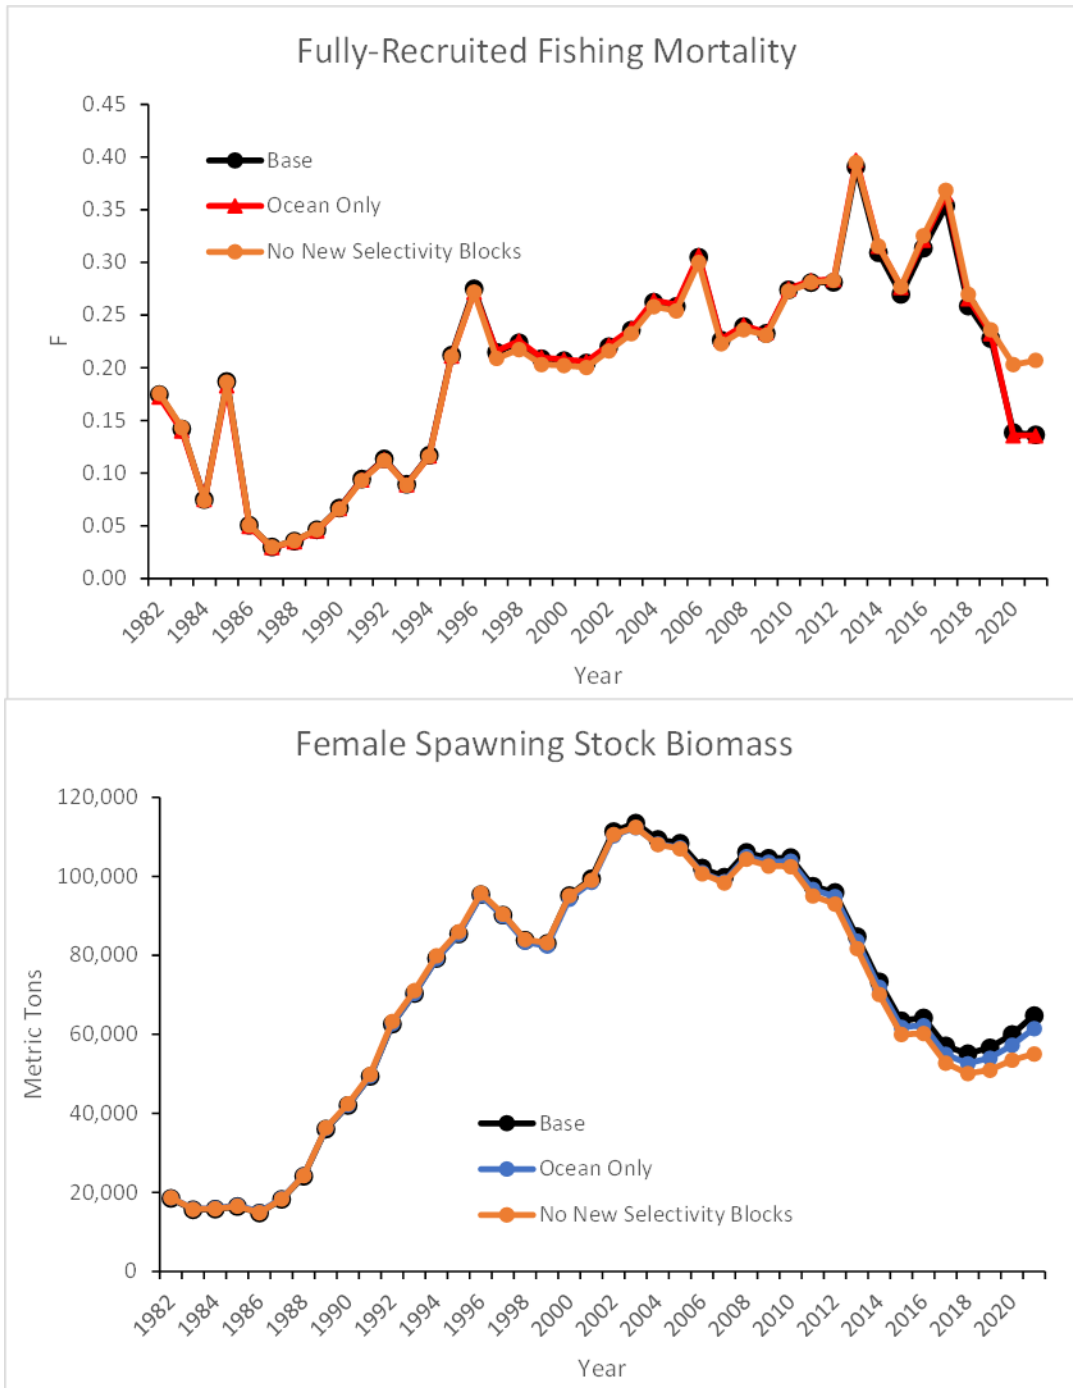 Fully-Recruited Fishing Mortality
0.45
0.40
0.35
0.30
0.25
0.20
0.15
0.10
0.05
0.00
F
Base
Ocean Only
No New Selectivity Blocks
1982 1984 1986 1988 1990 1992 1994 1996 1998 2000 2002 2004 2006 2008 2010 2012 2014 2016 2018 2020
Year
Female Spawning Stock Biomass
120,000
100,000
80,000
60,000
40,000
20,000
0
Metric Tons
Base
Ocean Only
No New Selectivity Blocks
1982 1984 1986 1988 1990 1992 1994 1996 1998 2000 2002 2004 2006 2008 2010 2012 2014 2016 2018 2020
Year